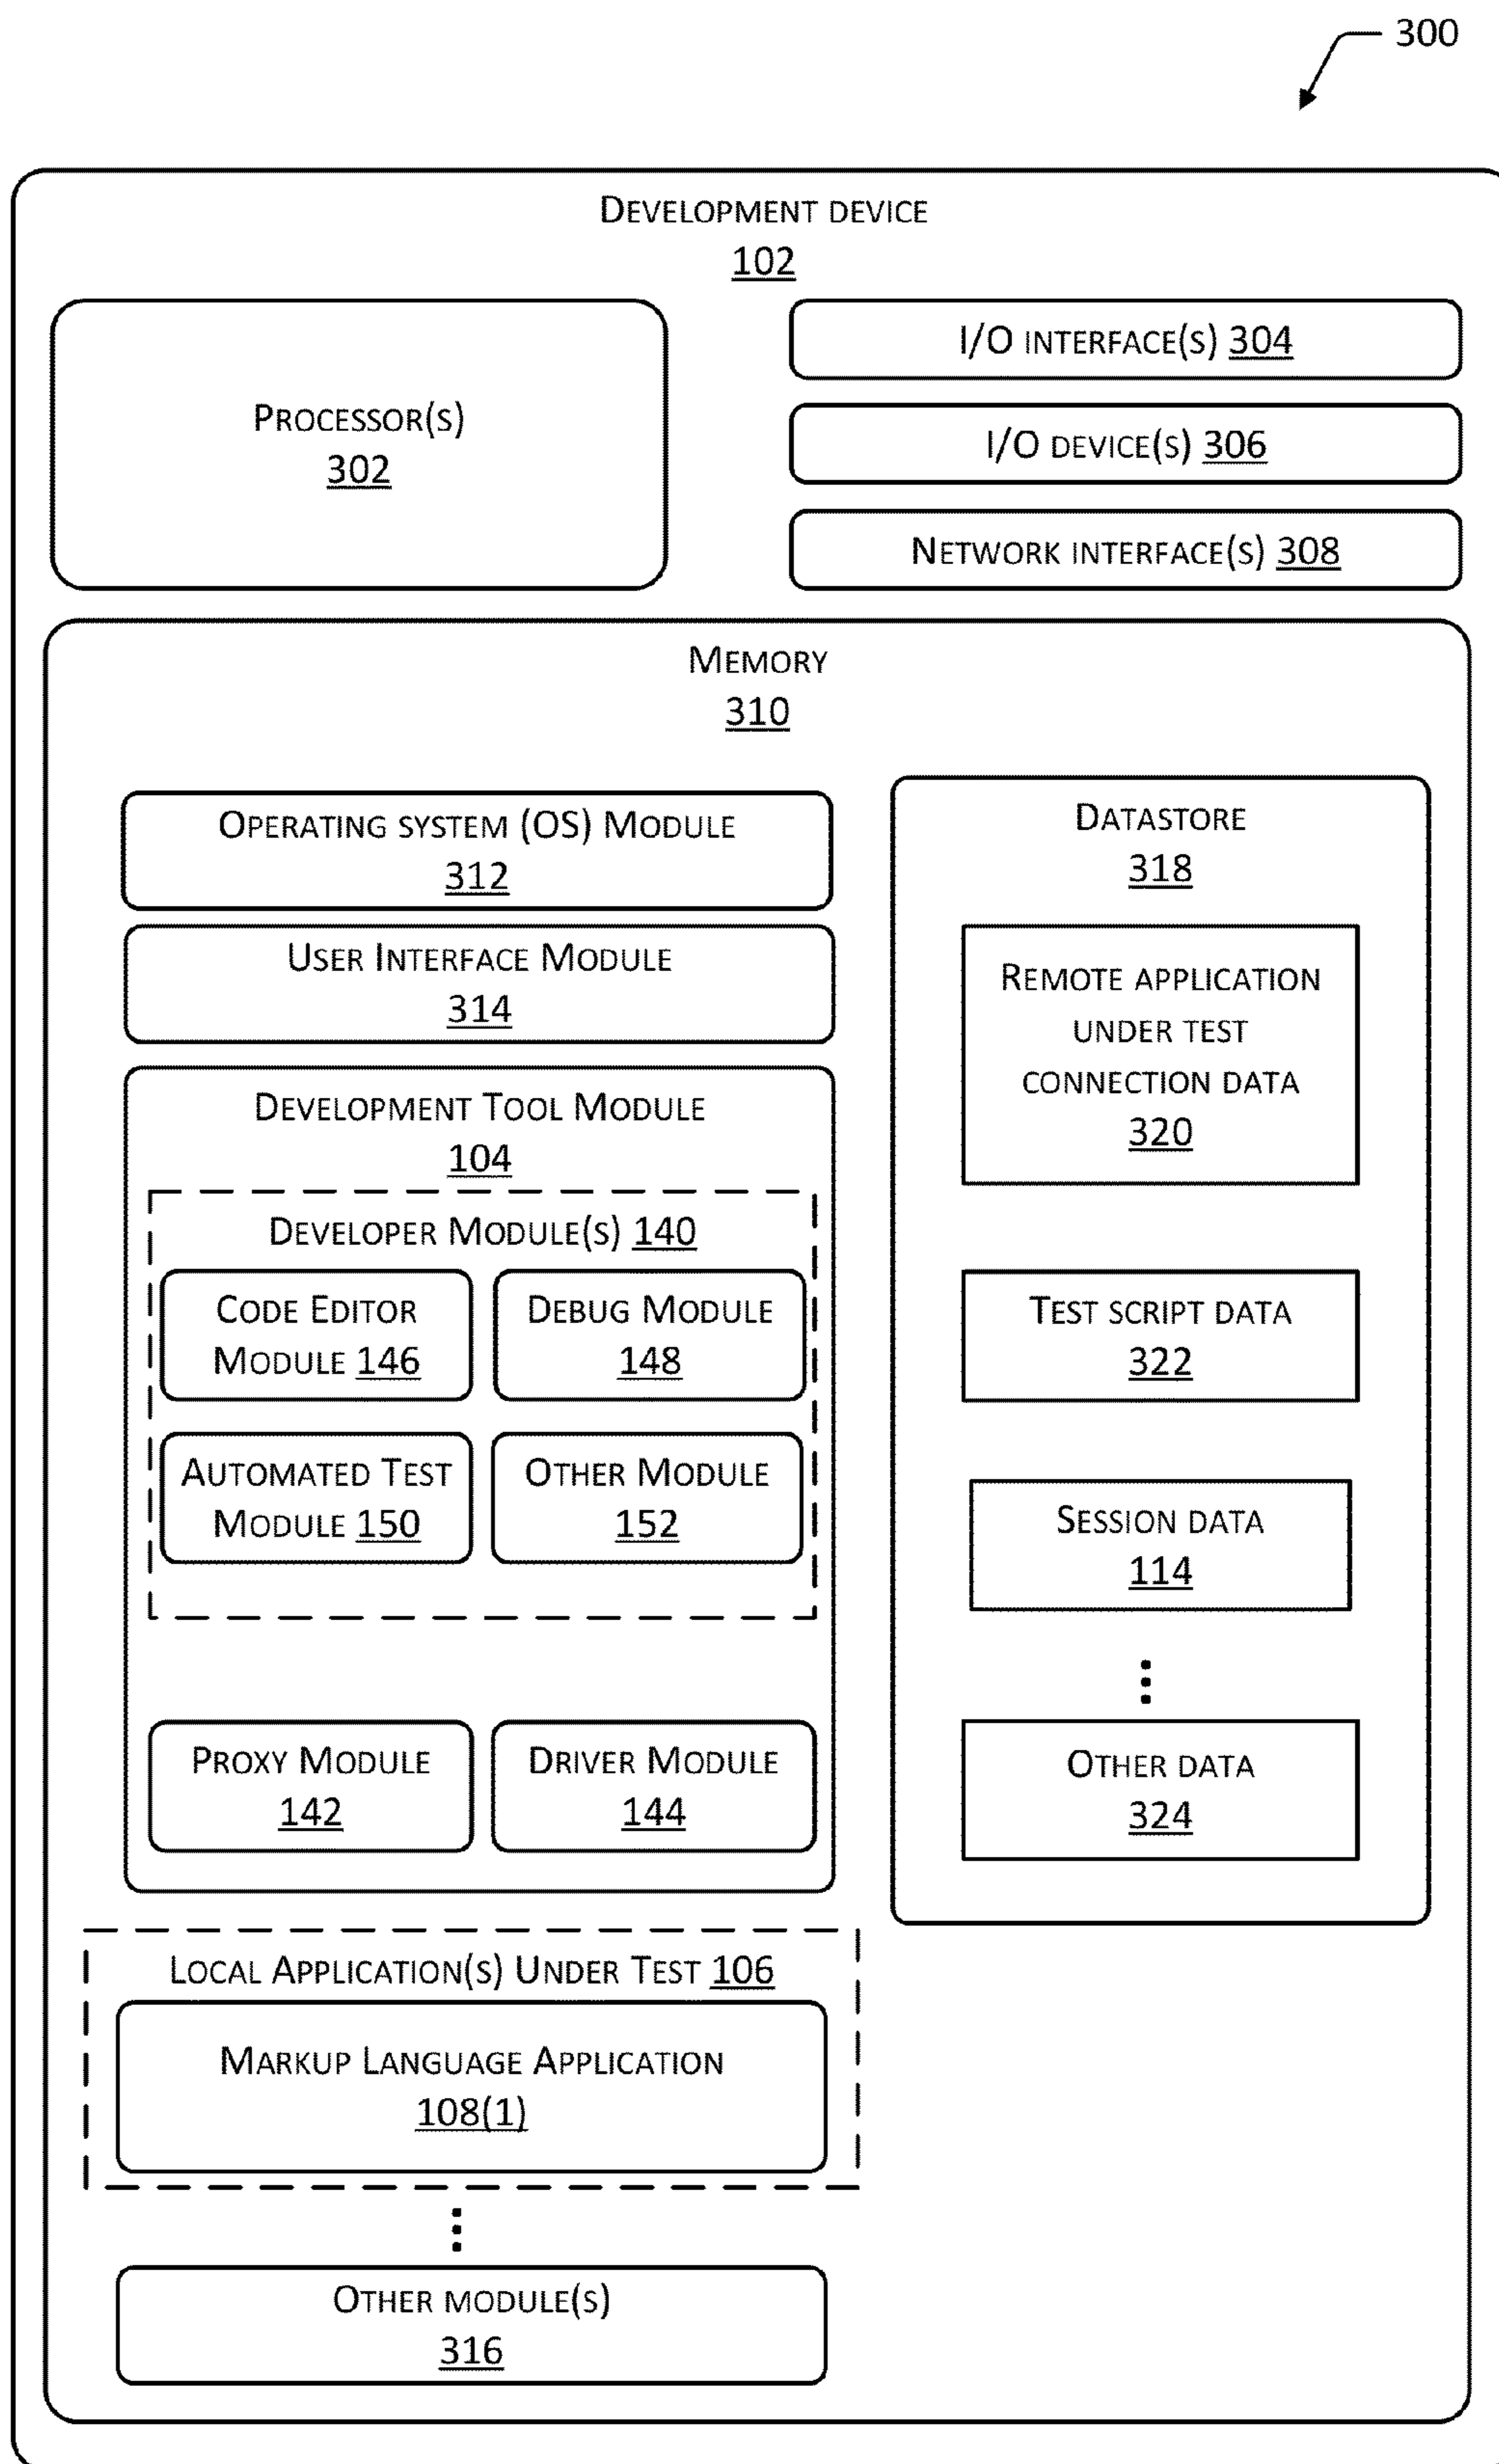 300
Development device
102
Processor(s)
302
I/O interface(s) 304
I/O device(s) 306
Network interface(s) 308
Memory
310
Operating system (OS) Module
312
User Interface Module
314
Development Tool Module
104
Developer Module(s) 140
Code Editor
Module 146
Debug Module
148
Automated Test
Module 150
Other Module
152
Proxy Module
142
Driver Module
144
Local Application(s) Under Test 106
Markup Language Application
108(1)
Other module(s)
316
Datastore
318
Remote application
under test
connection data
320
Test script data
322
Session data
114
Other data
324